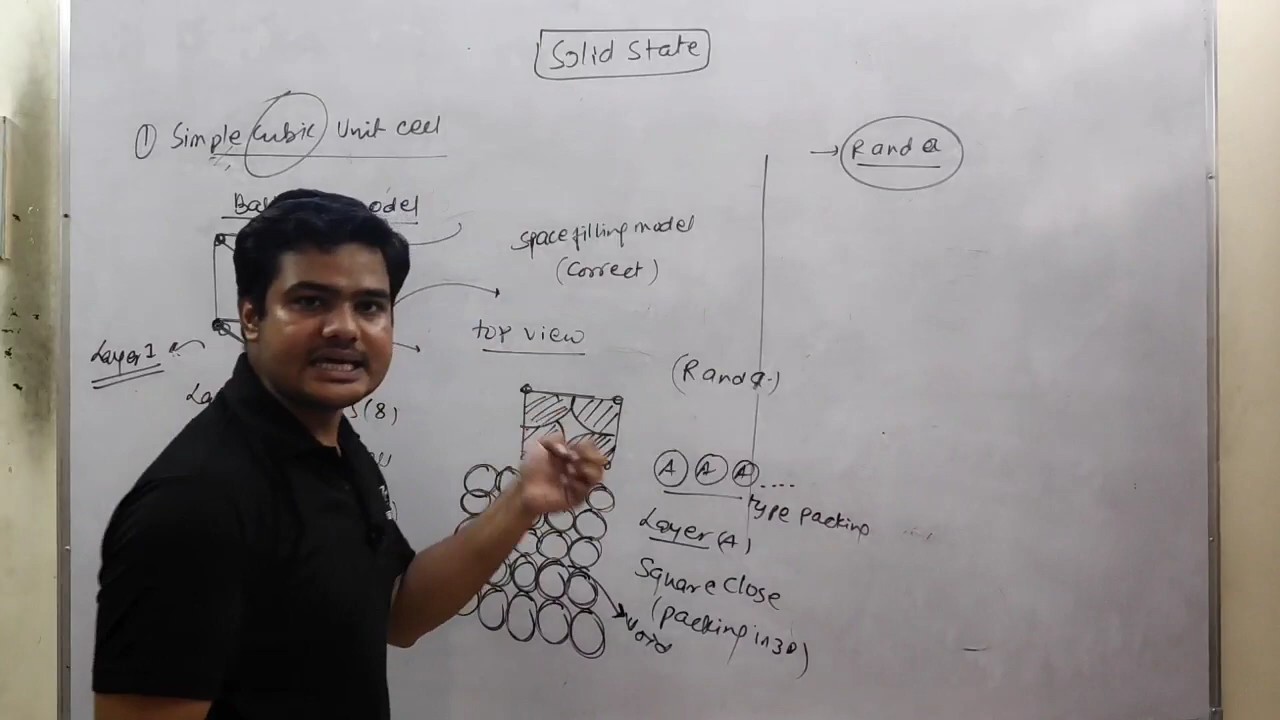 Solid State
① Simple Cubic Unit cell
→ R and a
space filling model
(correct)
top view
Layer 1
(R and a)
(8)
A A A ....
type packing
Layer (A)
Square Close
(packing in 3D)
Void